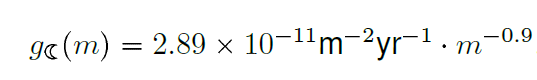 g☾(m) = 2.89 × 10⁻¹¹m⁻²yr⁻¹ · m⁻⁰·⁹